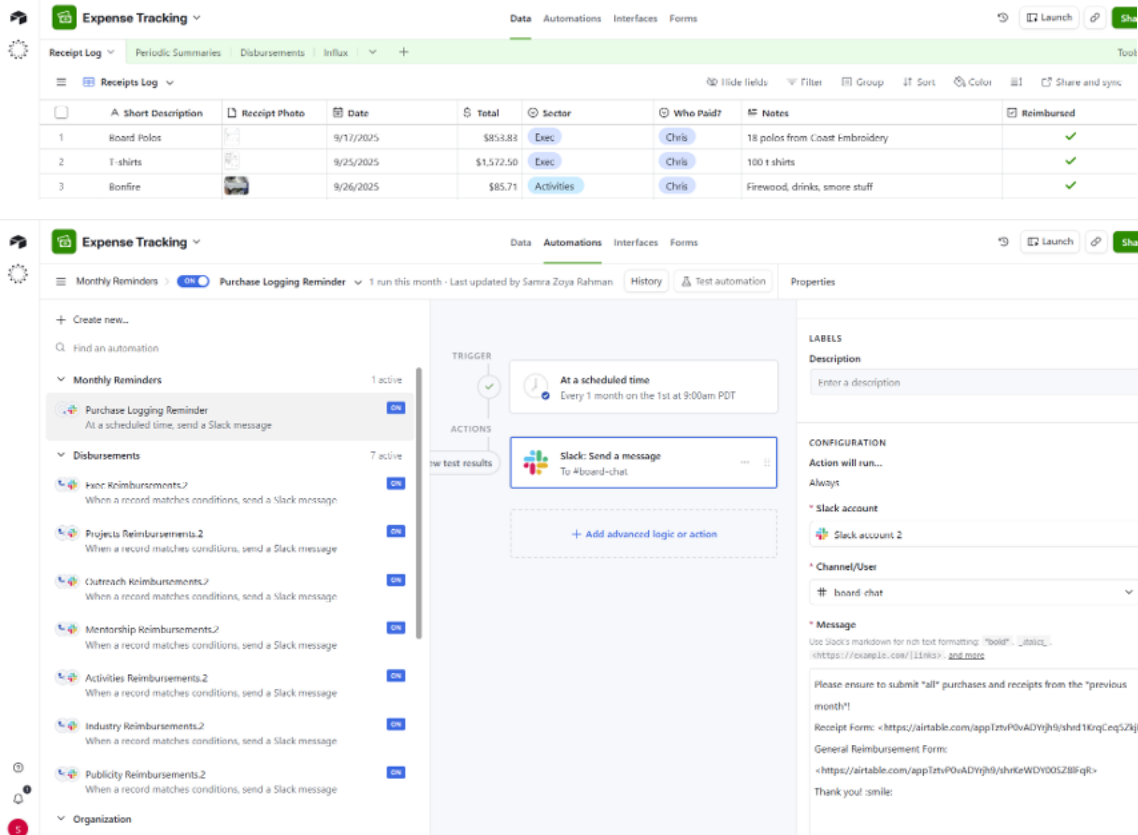 Expense Tracking
Data Automations Interfaces Forms
Launch
Sha
Receipt Log Periodic Summaries Disbursements Influx
Tools
Receipts Log
Hide fields Filter Group Sort Color Share and sync
Short Description Receipt Photo Date Total Sector Who Paid? Notes Reimbursed
1 Board Polos 9/17/2025 $853.83 Exec Chris 18 polos from Coast Embroidery
2 T-shirts 9/25/2025 $1,572.50 Exec Chris 100 t shirts
3 Bonfire 9/26/2025 $85.71 Activities Chris Firewood, drinks, smore stuff
Expense Tracking
Data Automations Interfaces Forms
Launch
Sha
Monthly Reminders ON Purchase Logging Reminder 1 run this month · Last updated by Samra Zoya Rahman History Test automation Properties
+ Create new...
Find an automation
Monthly Reminders 1 active
Purchase Logging Reminder ON
At a scheduled time, send a Slack message
Disbursements 7 active
Exec Reimbursements.2 ON
When a record matches conditions, send a Slack message
Projects Reimbursements.2 ON
When a record matches conditions, send a Slack message
Outreach Reimbursements.2 ON
When a record matches conditions, send a Slack message
Mentorship Reimbursements.2 ON
When a record matches conditions, send a Slack message
Activities Reimbursements.2 ON
When a record matches conditions, send a Slack message
Industry Reimbursements.2 ON
When a record matches conditions, send a Slack message
Publicity Reimbursements.2 ON
When a record matches conditions, send a Slack message
Organization
S
TRIGGER
At a scheduled time
Every 1 month on the 1st at 9:00am PDT
ACTIONS
ew test results
Slack: Send a message
To #board-chat
+ Add advanced logic or action
LABELS
Description
Enter a description
CONFIGURATION
Action will run...
Always
* Slack account
Slack account 2
* Channel/User
# board-chat
* Message
Use Slack's markdown for rich text formatting: *bold*, _italics_,
<https://example.com/|links>, and more
Please ensure to submit *all* purchases and receipts from the *previous
month*!
Receipt Form:
General Reimbursement Form:
Thank you! :smile: